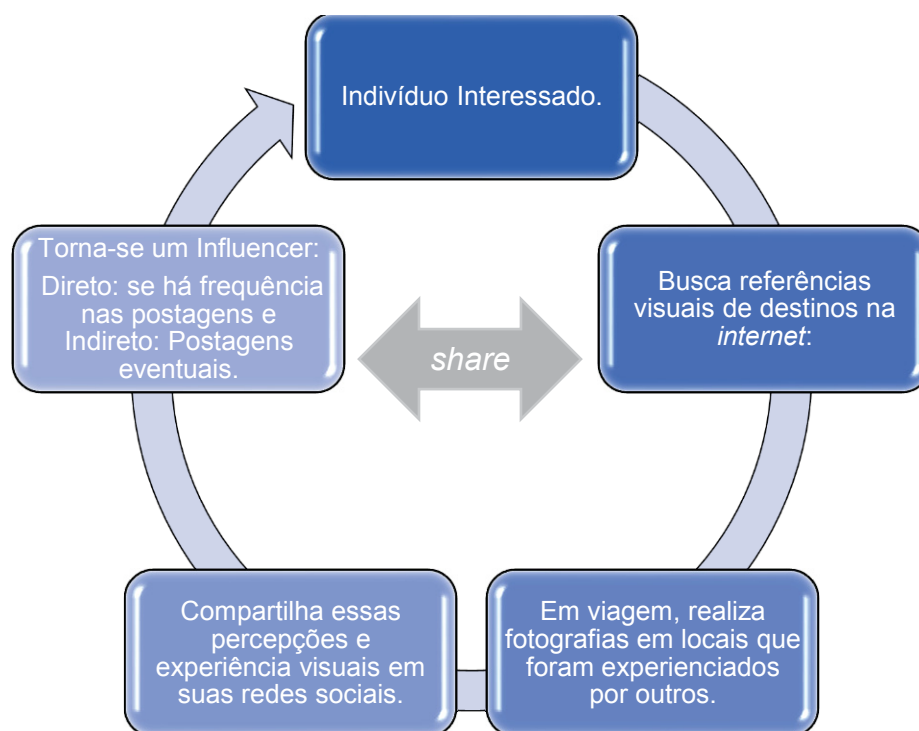 Indivíduo Interessado.
Busca referências
visuais de destinos na
internet:
Em viagem, realiza
fotografias em locais que
foram experienciados
por outros.
Compartilha essas
percepções e
experiência visuais em
suas redes sociais.
Torna-se um Influencer:
Direto: se há frequência
nas postagens e
Indireto: Postagens
eventuais.
share